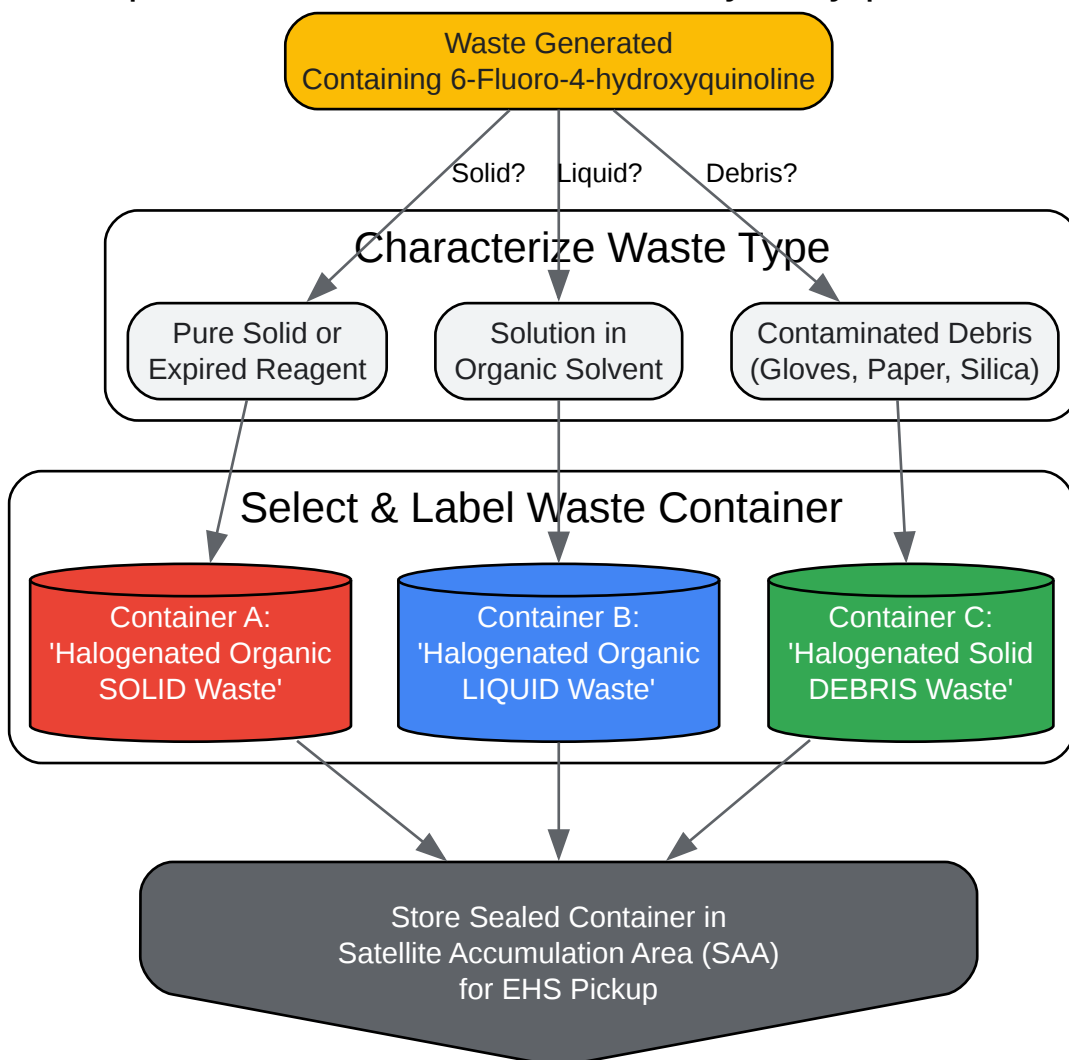 Waste Generated
Containing 6-Fluoro-4-hydroxyquinoline
Solid?
Liquid?
Debris?
Characterize Waste Type
Pure Solid or
Expired Reagent
Solution in
Organic Solvent
Contaminated Debris
(Gloves, Paper, Silica)
Select & Label Waste Container
Container A:
'Halogenated Organic
SOLID Waste'
Container B:
'Halogenated Organic
LIQUID Waste'
Container C:
'Halogenated Solid
DEBRIS Waste'
Store Sealed Container in
Satellite Accumulation Area (SAA)
for EHS Pickup